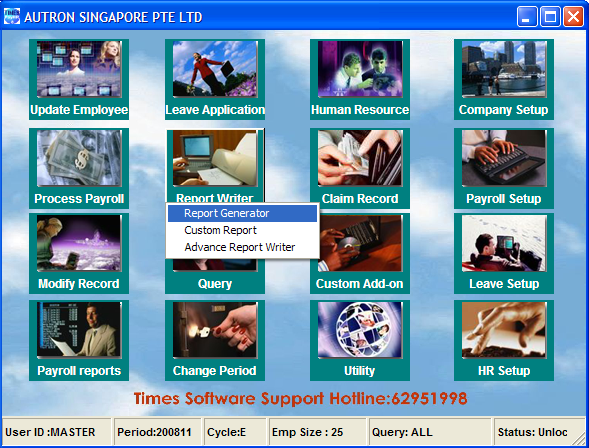 TIMES AUTRON SINGAPORE PTE LTD
Update Employee Leave Application Human Resource Company Setup
Process Payroll Report Writer Claim Record Payroll Setup
Report Generator
Custom Report
Advance Report Writer
Modify Record Query Custom Add-on Leave Setup
Payroll reports Change Period Utility HR Setup
Times Software Support Hotline:62951998
User ID :MASTER Period:200811 Cycle:E Emp Size : 25 Query: ALL Status: Unloc